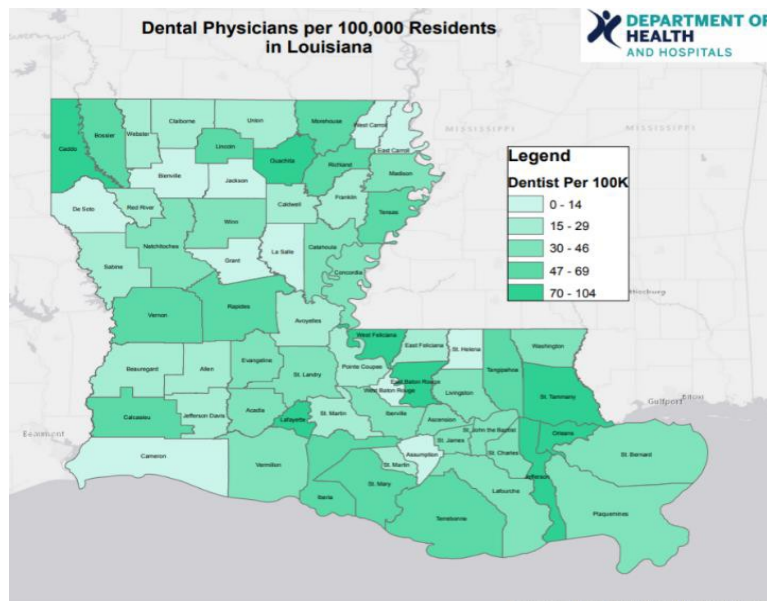 Dental Physicians per 100,000 Residents
in Louisiana
DEPARTMENT OF
HEALTH
AND HOSPITALS
MISSISSIPPI
Legend
Dentist Per 100K
0 - 14
15 - 29
30 - 46
47 - 69
70 - 104
Caddo
Bossier
Webster
Claiborne
Union
Morehouse
West Carrol
East Carrol
Lincoln
Ouachita
Richland
Madison
Bienville
Jackson
De Soto
Red River
Caldwell
Franklin
Tensas
Winn
Natchitoches
Sabine
Grant
La Salle
Catahoula
Concordia
Vernon
Rapides
Avoyelles
West Feliciana
East Feliciana
St. Helena
Washington
Tangipahoa
Beauregard
Allen
Evangeline
St. Landry
Pointe Coupee
West Baton Rouge
East Baton Rouge
Livingston
St. Tammany
Calcasieu
Jefferson Davis
Acadia
Lafayette
St. Martin
Iberville
Ascension
St. James
St. John the Baptist
St. Charles
Orleans
Jefferson
St. Bernard
Cameron
Vermilion
Iberia
St. Mary
St. Martin
Assumption
Terrebonne
Lafourche
Plaquemines
Beaumont
Gulfport